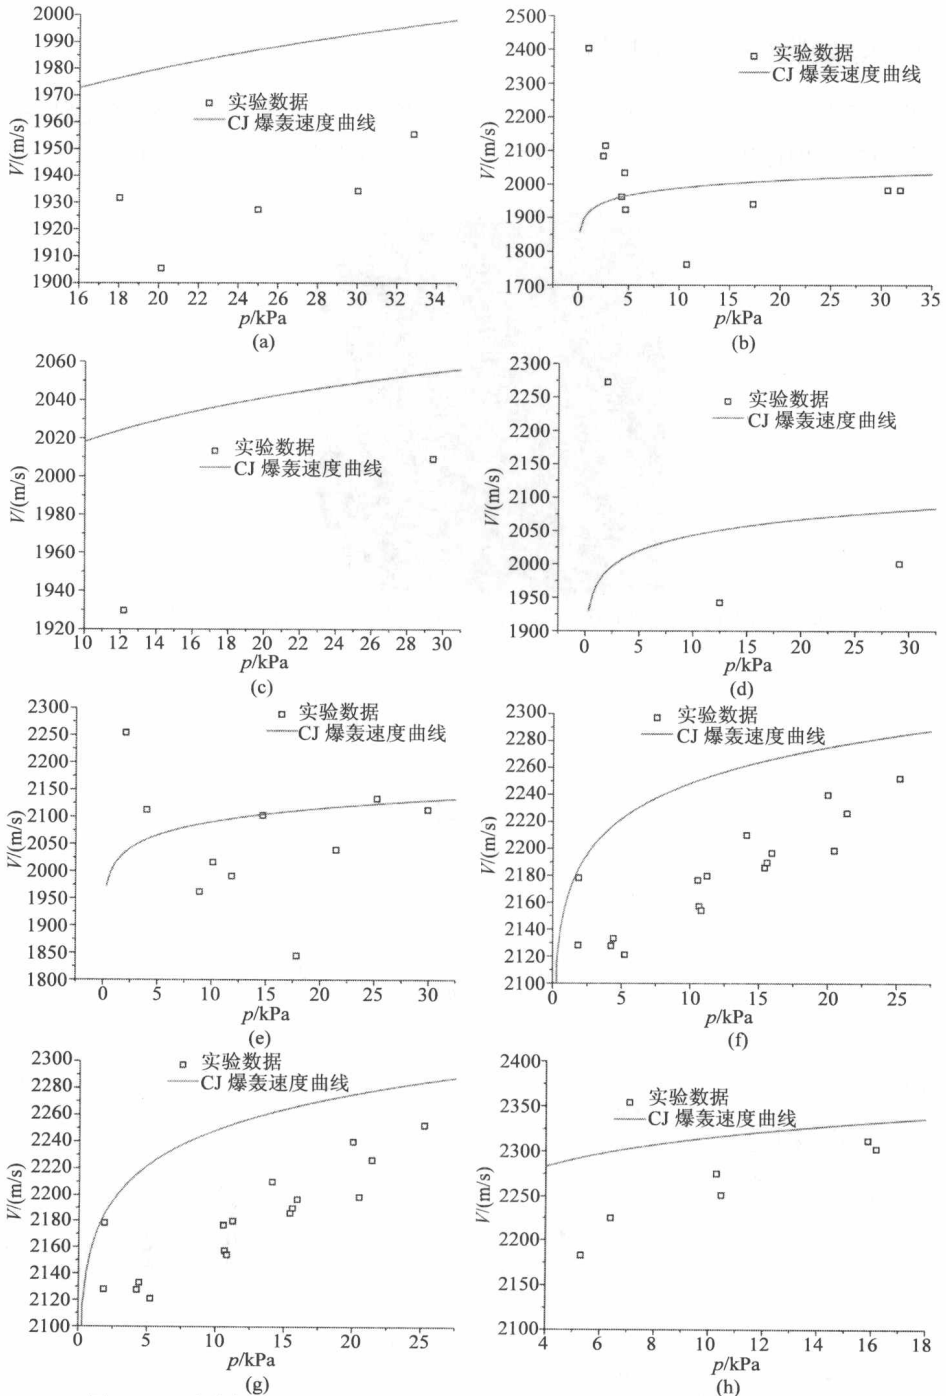 2000
1990
1980
1970
1960
1950
1940
1930
1920
1910
1900
V/(m/s)
实验数据
CJ 爆轰速度曲线
16 18 20 22 24 26 28 30 32 34
p/kPa
(a)
2500
2400
2300
2200
2100
2000
1900
1800
1700
V/(m/s)
实验数据
CJ 爆轰速度曲线
0 5 10 15 20 25 30 35
p/kPa
(b)
2060
2040
2020
2000
1980
1960
1940
1920
V/(m/s)
实验数据
CJ 爆轰速度曲线
10 12 14 16 18 20 22 24 26 28 30
p/kPa
(c)
2300
2250
2200
2150
2100
2050
2000
1950
1900
V/(m/s)
实验数据
CJ 爆轰速度曲线
0 5 10 15 20 25 30
p/kPa
(d)
2300
2250
2200
2150
2100
2050
2000
1950
1900
1850
1800
V/(m/s)
实验数据
CJ 爆轰速度曲线
0 5 10 15 20 25 30
p/kPa
(e)
2300
2280
2260
2240
2220
2200
2180
2160
2140
2120
2100
V/(m/s)
实验数据
CJ 爆轰速度曲线
0 5 10 15 20 25
p/kPa
(f)
2300
2280
2260
2240
2220
2200
2180
2160
2140
2120
2100
V/(m/s)
实验数据
CJ 爆轰速度曲线
0 5 10 15 20 25
p/kPa
(g)
2400
2350
2300
2250
2200
2150
2100
V/(m/s)
实验数据
CJ 爆轰速度曲线
4 6 8 10 12 14 16 18
p/kPa
(h)